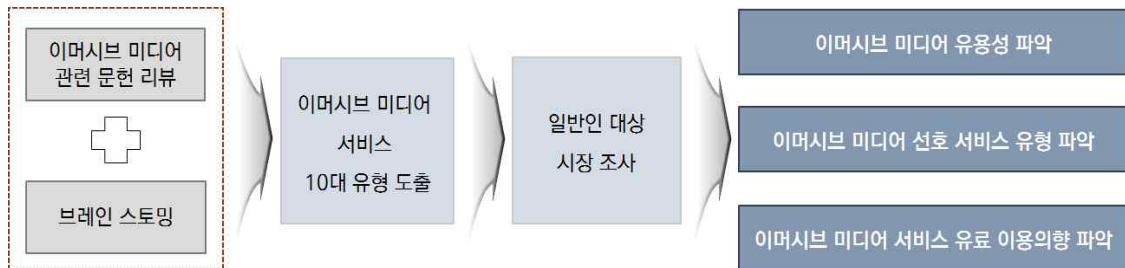 이머시브 미디어
관련 문헌 리뷰
브레인 스토밍
이머시브 미디어
서비스
10대 유형 도출
일반인 대상
시장 조사
이머시브 미디어 유용성 파악
이머시브 미디어 선호 서비스 유형 파악
이머시브 미디어 서비스 유료 이용의향 파악